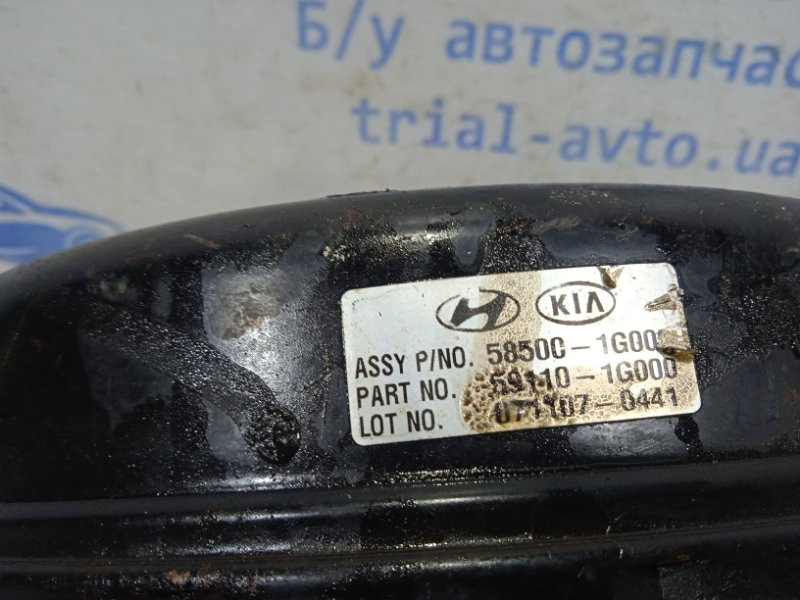 Б/у автозапчас
trial-avto.ua
KIA
ASSY P/NO. 58500-1G000
PART NO. 59110-1G000
LOT NO. 071107-0441